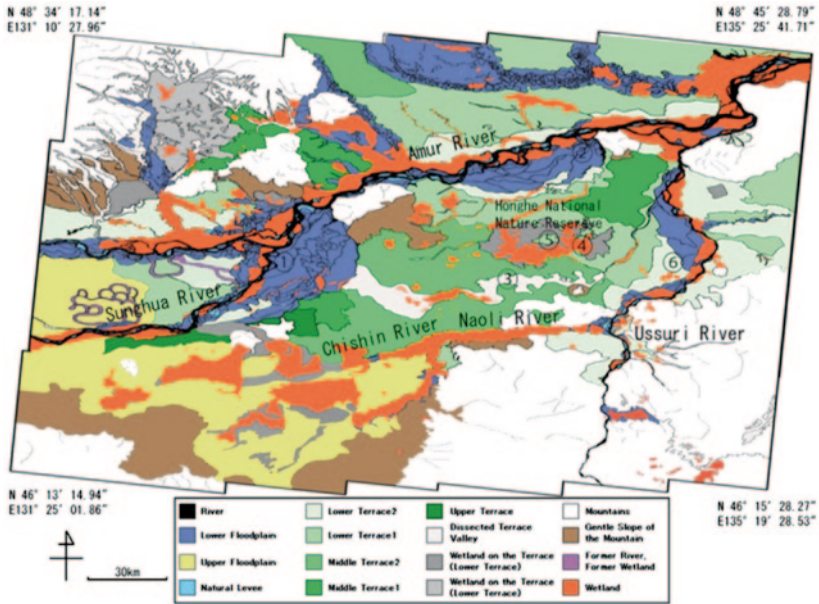 N 48° 34′ 17.14″
E131° 10′ 27.96″
N 48° 45′ 28.79″
E135° 25′ 41.71″
Amur River
②
Honghe National
Nature Reserve
⑤
④
①
⑥
③
Sunghua River
Chishin River
Naoli River
Ussuri River
N 46° 13′ 14.94″
E131° 25′ 01.86″
N 46° 15′ 28.27″
E135° 19′ 28.53″
30km
River
Lower Floodplain
Upper Floodplain
Natural Levee
Lower Terrace2
Lower Terrace1
Middle Terrace2
Middle Terrace1
Upper Terrace
Dissected Terrace
Valley
Wetland on the Terrace
(Lower Terrace)
Wetland on the Terrace
(Lower Terrace)
Mountains
Gentle Slope of
the Mountain
Former River,
Former Wetland
Wetland